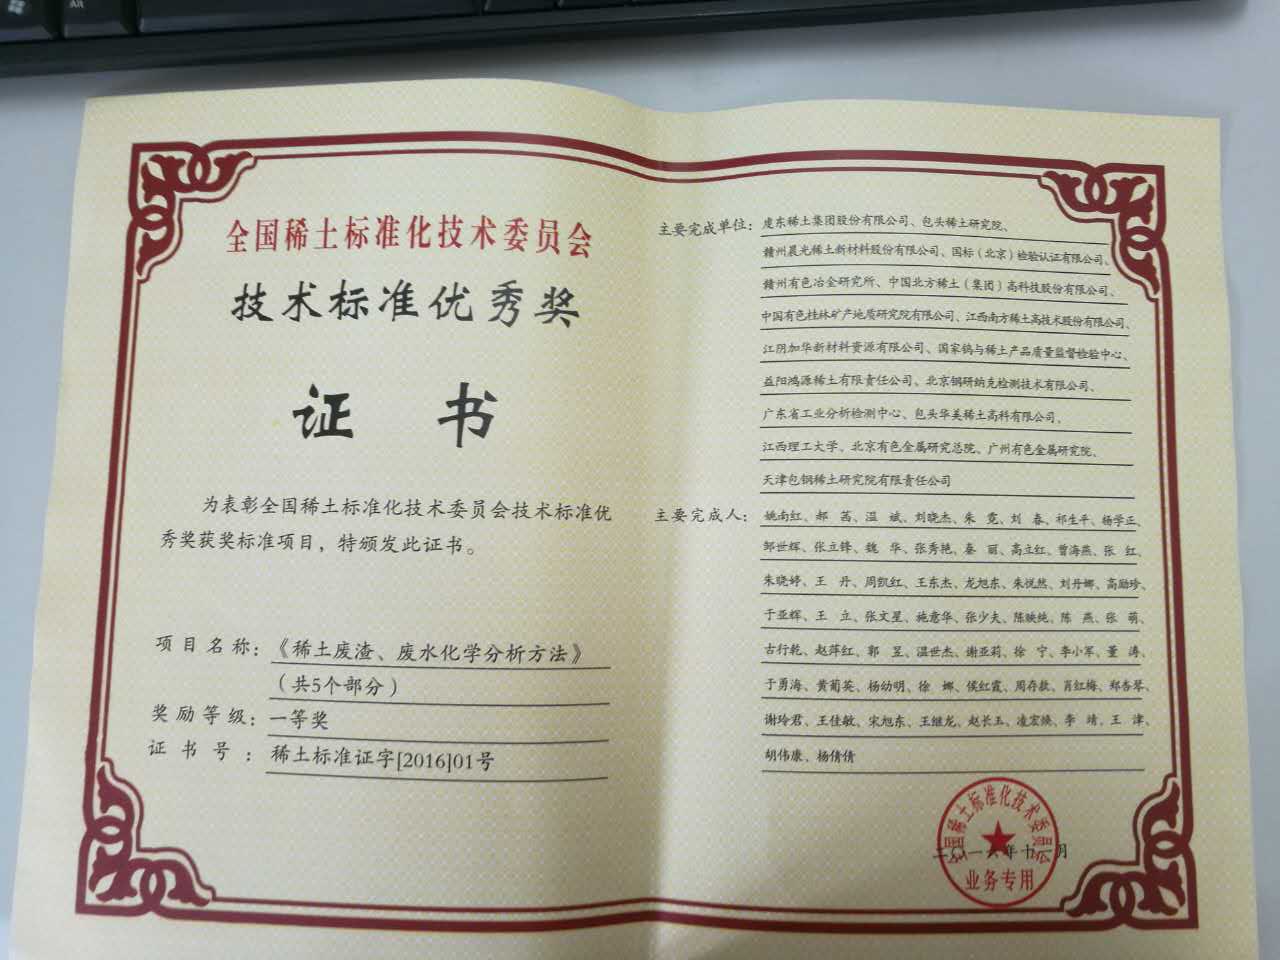 Alt
全国稀土标准化技术委员会
技术标准优秀奖
证 书
为表彰全国稀土标准化技术委员会技术标准优
秀奖获奖标准项目，特颁发此证书。
项目名称：《稀土废渣、废水化学分析方法》
（共5个部分）
奖励等级：一等奖
证书号：稀土标准证字[2016]01号
主要完成单位：虔东稀土集团股份有限公司、包头稀土研究院、
赣州晨光稀土新材料股份有限公司、国标（北京）检验认证有限公司、
赣州有色冶金研究所、中国北方稀土（集团）高科技股份有限公司、
中国有色桂林矿产地质研究院有限公司、江西南方稀土高技术股份有限公司、
江阴加华新材料资源有限公司、国家钨与稀土产品质量监督检验中心、
益阳鸿源稀土有限责任公司、北京钢研纳克检测技术有限公司、
广东省工业分析检测中心、包头华美稀土高科有限公司、
江西理工大学、北京有色金属研究总院、广州有色金属研究院、
天津包钢稀土研究院有限责任公司
主要完成人：姚南红、郝 茜、温 斌、刘晓杰、朱 霓、刘 春、祁生平、杨学正、
邹世辉、张立锋、魏 华、张秀艳、秦 丽、高立红、曾海燕、张 红、
朱晓婷、王 丹、周凯红、王东杰、龙旭东、朱悦然、刘丹娜、高励珍、
于亚辉、王 立、张文星、施意华、张少夫、陈映纯、陈 燕、张 萌、
古行乾、赵萍红、郭 昱、温世杰、谢亚莉、徐 宁、李小军、董 涛、
于勇海、黄葡英、杨幼明、徐 娜、侯红霞、周存款、肖红梅、郑杏琴、
谢玲君、王佳敏、宋旭东、王继龙、赵长玉、凌宏焕、李 靖、王 津、
胡伟康、杨倩倩
全国稀土标准化技术委员会
二〇一六年十一月
业务专用